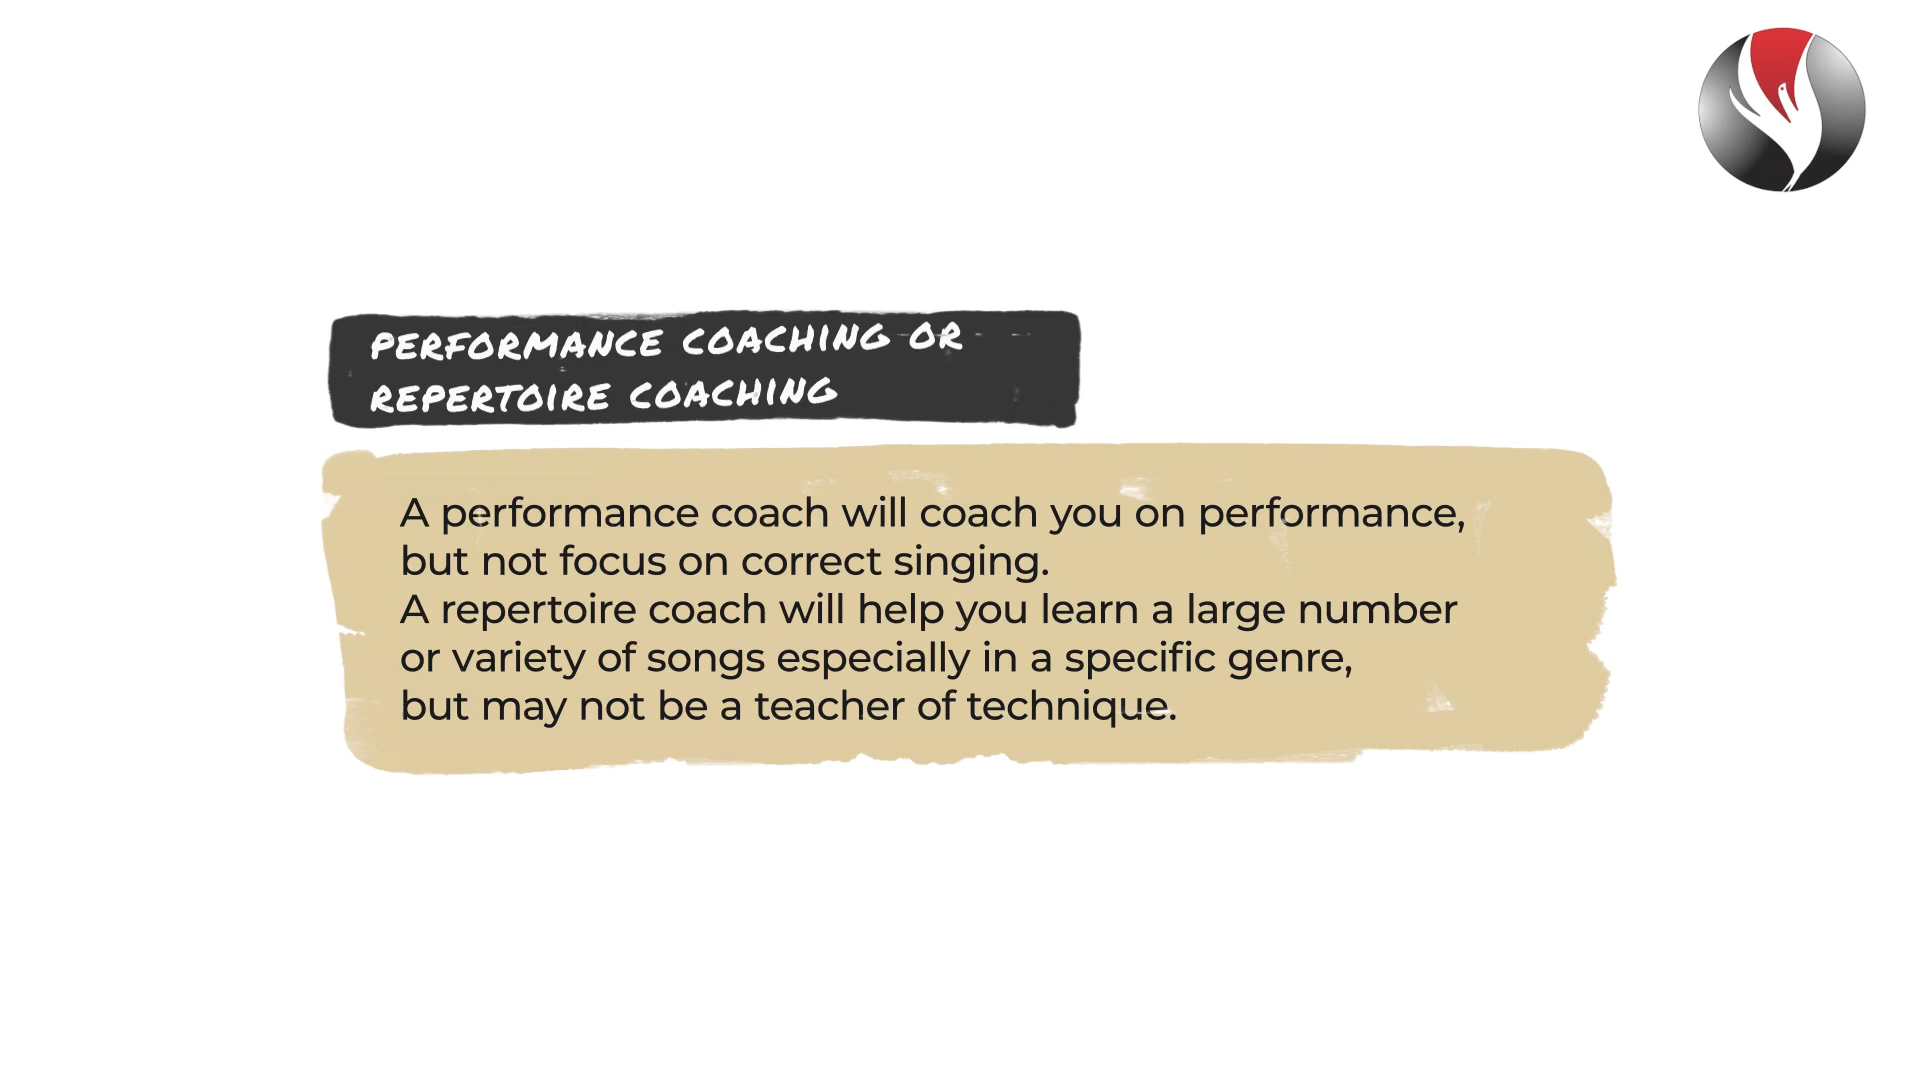 PERFORMANCE COACHING OR
REPERTOIRE COACHING
A performance coach will coach you on performance,
but not focus on correct singing.
A repertoire coach will help you learn a large number
or variety of songs especially in a specific genre,
but may not be a teacher of technique.